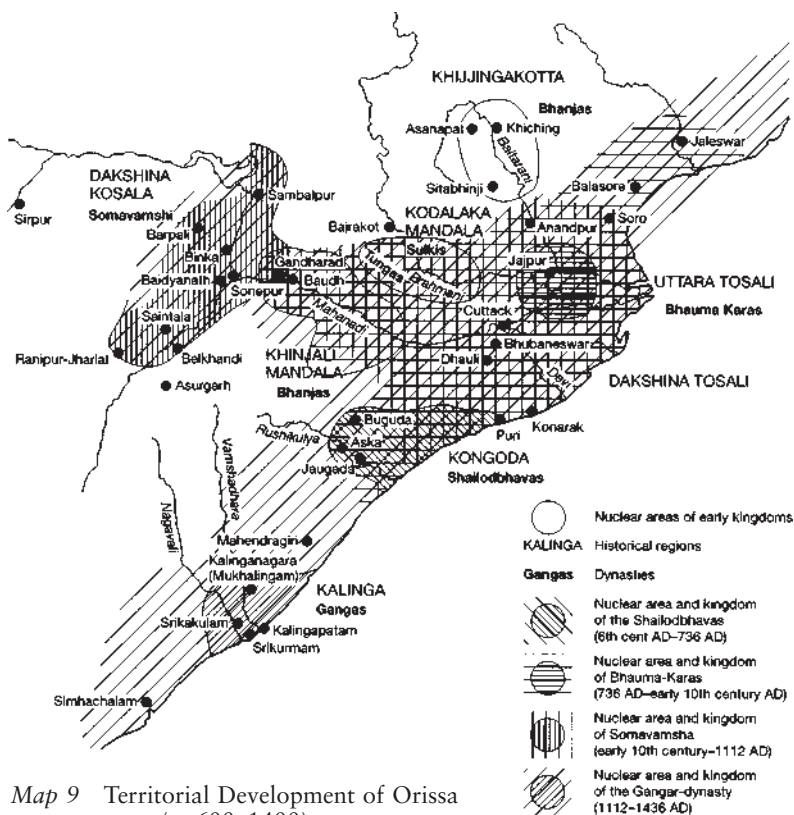 KHIJJINGAKOTTA
Bhanjas
Asanapat
Khiching
Baitarani
Jaleswar
DAKSHINA
KOSALA
Somavamshi
Sitabhinji
Balasore
Sirpur
Sambalpur
KODALAKA
MANDALA
Bajrakot
Sulkis
Anandpur
Soro
Barpali
Binka
Gandharadi
Tungas
Brahmani
Jajpur
UTTARA TOSALI
Bhauma Karas
Baidyanath
Sonepur
Baudh
Mahanadi
Cuttack
Saintala
Bhubaneswar
Ranipur-Jharial
Belkhandi
KHINJALI
MANDALA
Bhanjas
Dhauli
Devi
DAKSHINA TOSALI
Asurgarh
Buguda
Konarak
Rushikulya
Aska
Puri
Jaugada
KONGODA
Shailodbhavas
Vamshadhara
Nagavali
Mahendragiri
Kalinganagara
(Mukhalingam)
KALINGA
Gangas
Srikakulam
Kalingapatam
Srikurmam
Simhachalam
Nuclear areas of early kingdoms
KALINGA Historical regions
Gangas Dynasties
Nuclear area and kingdom
of the Shailodbhavas
(6th cent AD–736 AD)
Nuclear area and kingdom
of Bhauma-Karas
(736 AD–early 10th century AD)
Nuclear area and kingdom
of Somavamsha
(early 10th century–1112 AD)
Nuclear area and kingdom
of the Gangar-dynasty
(1112–1436 AD)
Map 9 Territorial Development of Orissa